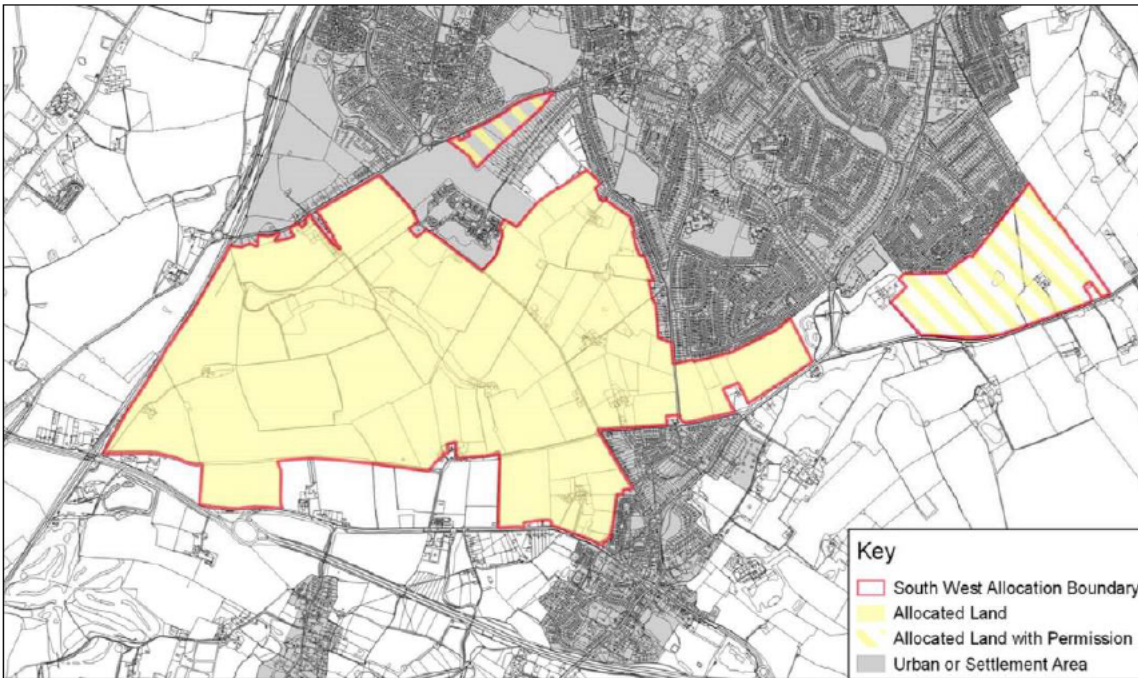 Key
South West Allocation Boundary
Allocated Land
Allocated Land with Permission
Urban or Settlement Area